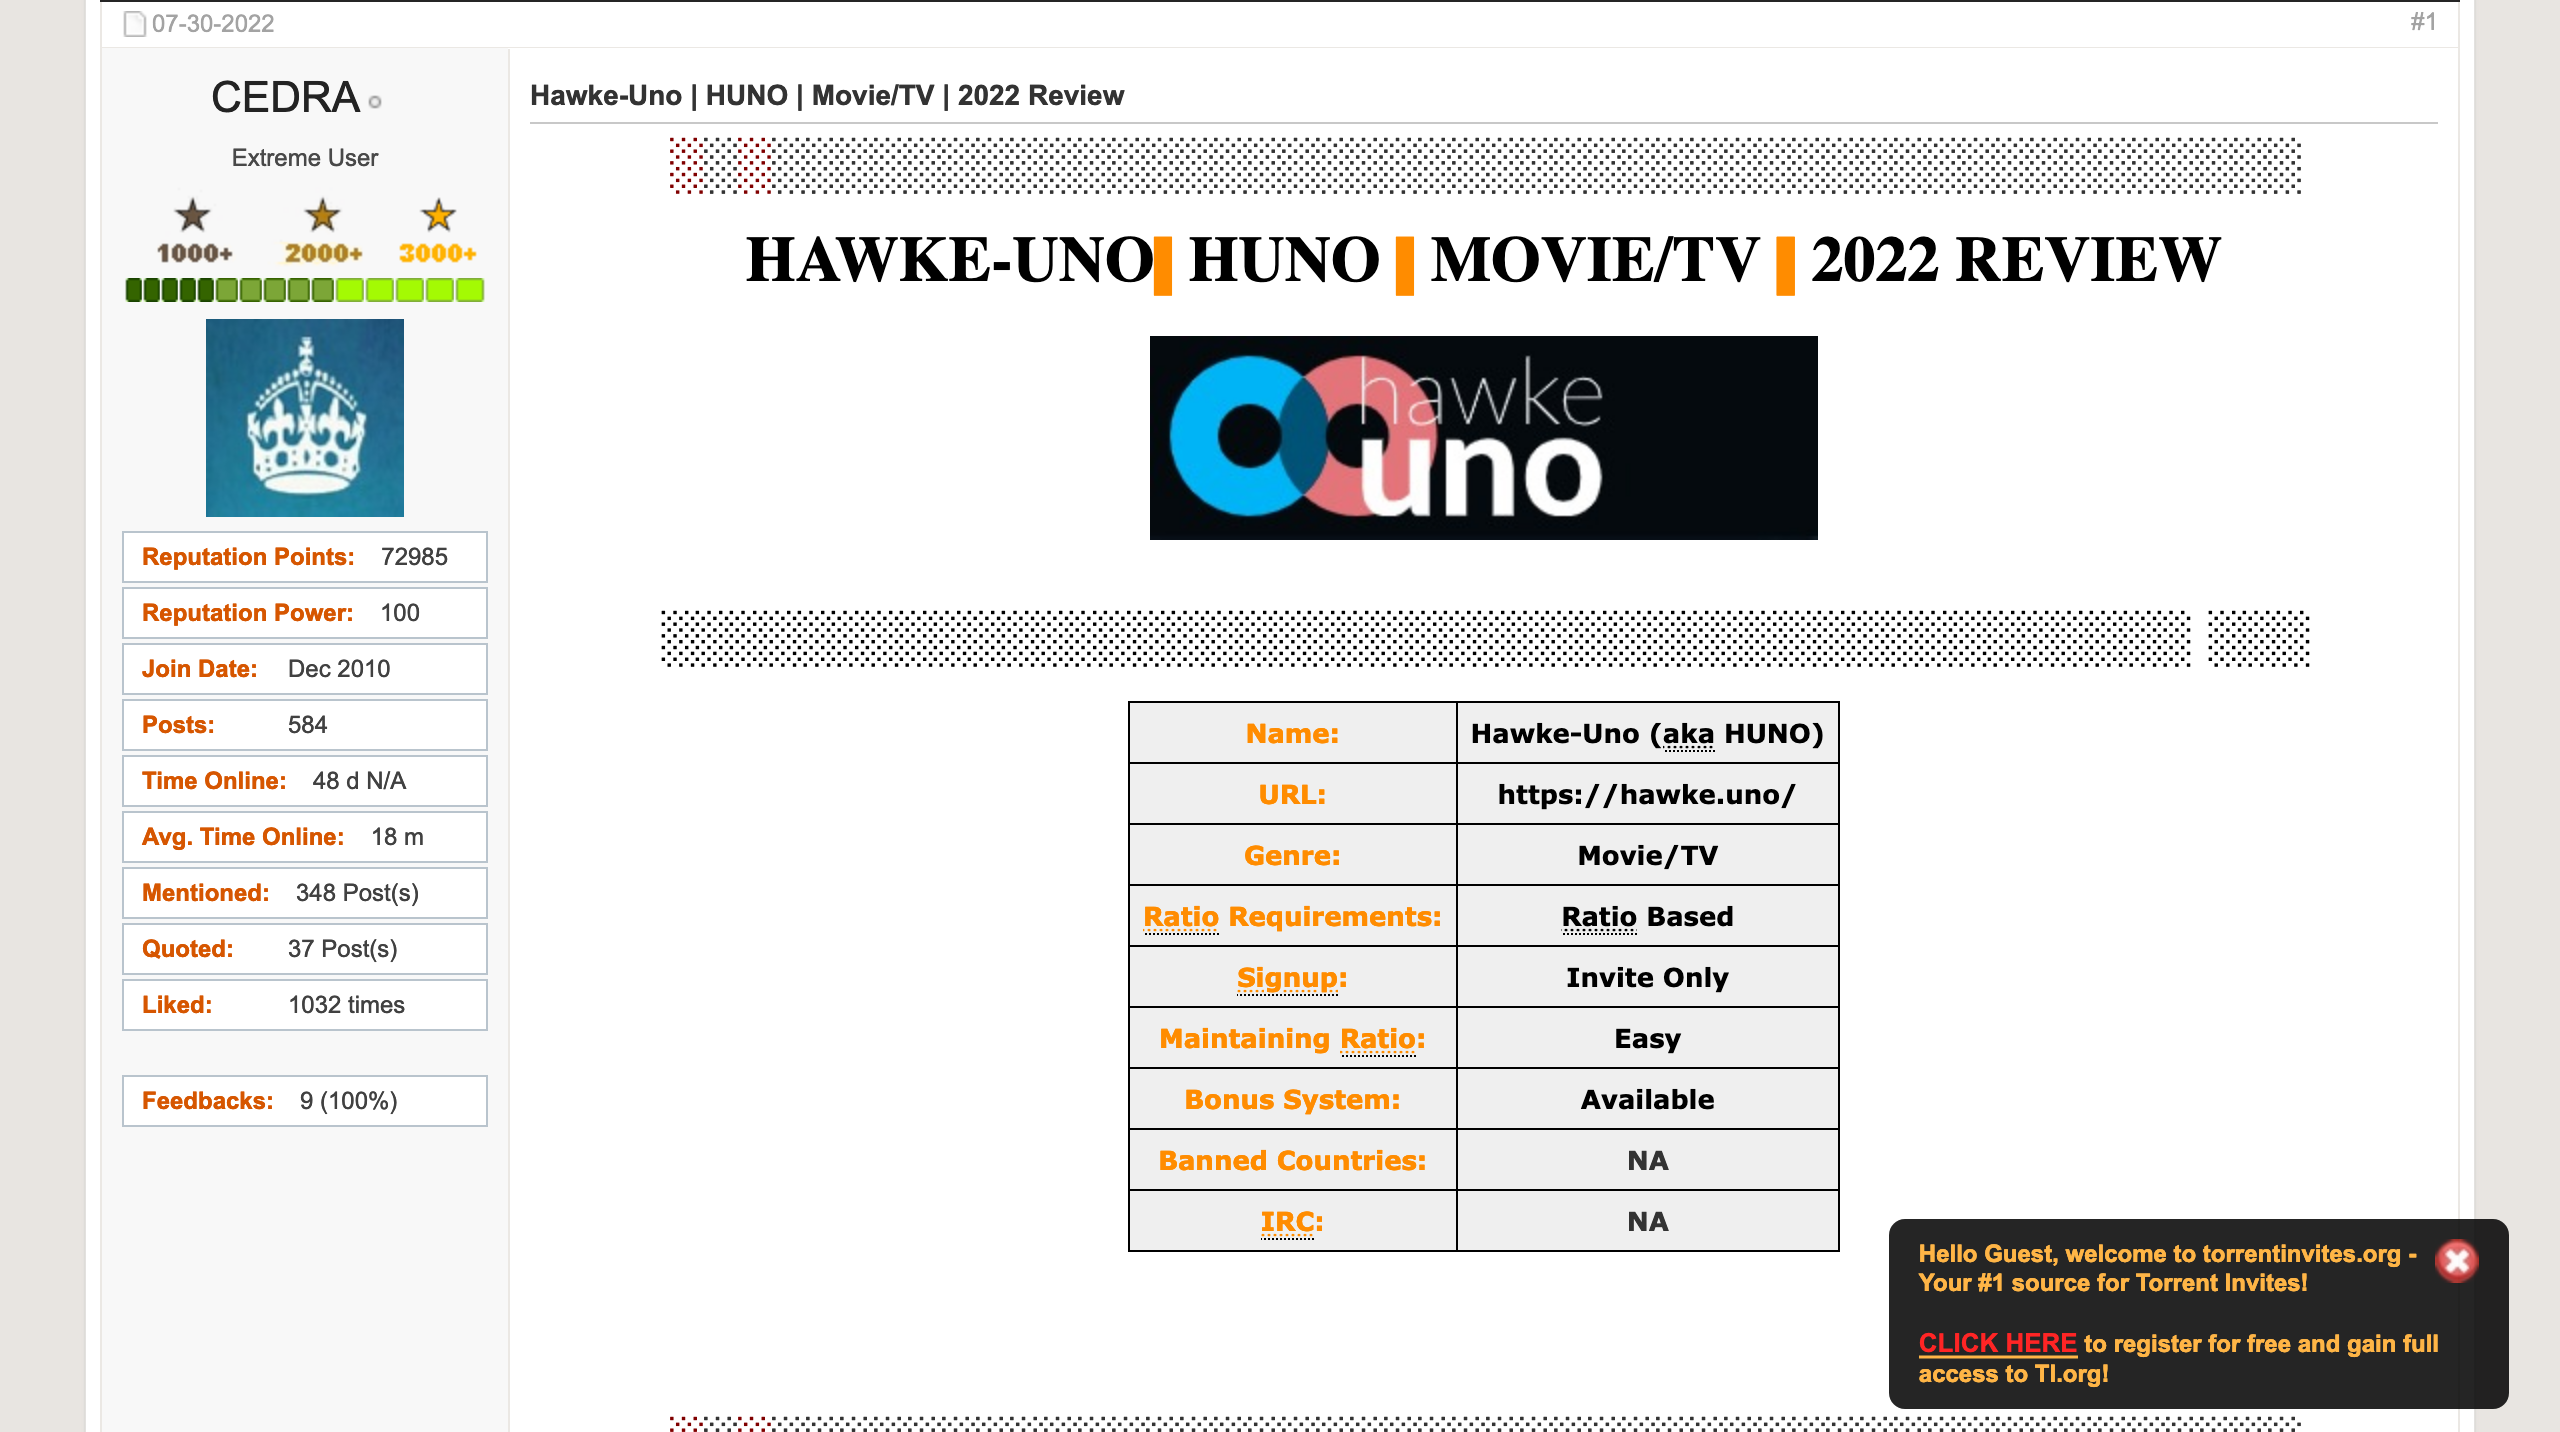 07-30-2022
#1
CEDRA
Extreme User
1000+ 2000+ 3000+
Reputation Points: 72985
Reputation Power: 100
Join Date: Dec 2010
Posts: 584
Time Online: 48 d N/A
Avg. Time Online: 18 m
Mentioned: 348 Post(s)
Quoted: 37 Post(s)
Liked: 1032 times
Feedbacks: 9 (100%)
Hawke-Uno | HUNO | Movie/TV | 2022 Review
HAWKE-UNO| HUNO | MOVIE/TV | 2022 REVIEW
hawke
uno
Name: Hawke-Uno (aka HUNO)
URL: https://hawke.uno/
Genre: Movie/TV
Ratio Requirements: Ratio Based
Signup: Invite Only
Maintaining Ratio: Easy
Bonus System: Available
Banned Countries: NA
IRC: NA
Hello Guest, welcome to torrentinvites.org -
Your #1 source for Torrent Invites!
CLICK HERE to register for free and gain full
access to TI.org!